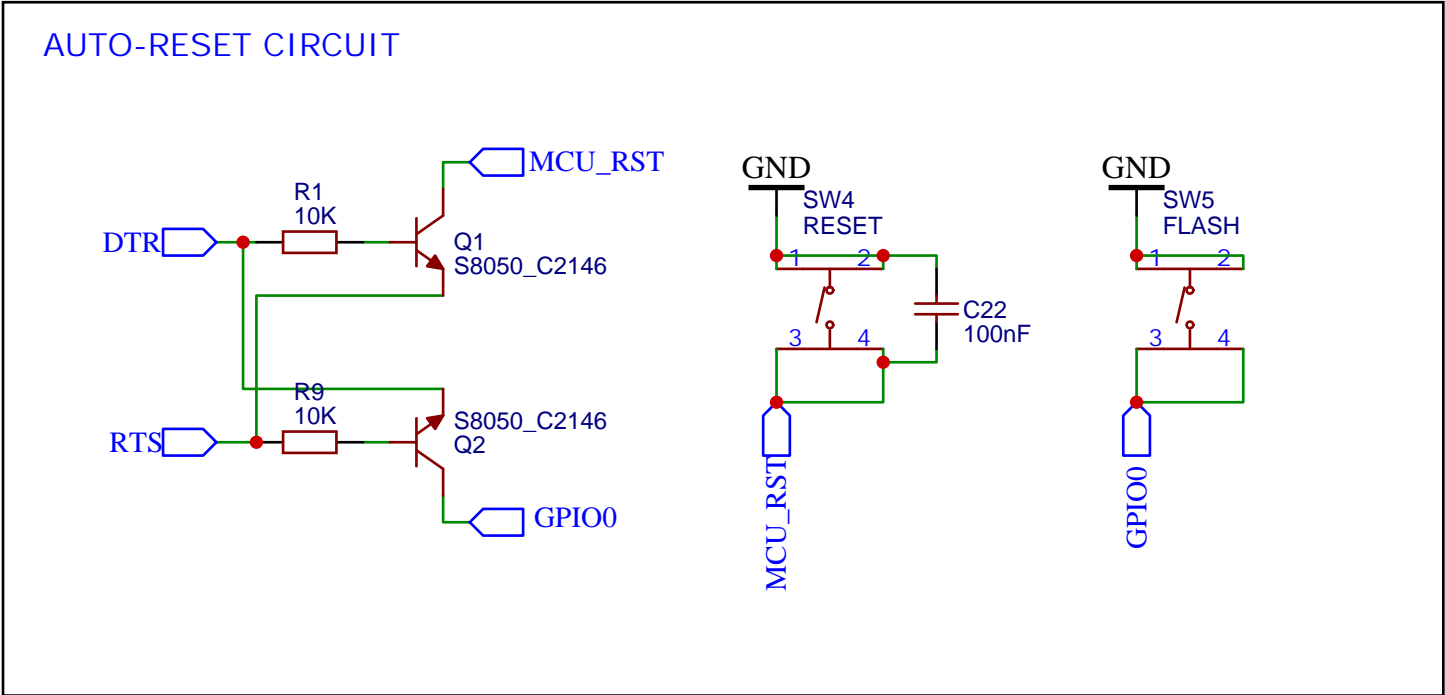 AUTO-RESET CIRCUIT
MCU_RST
R1
10K
DTR
Q1
S8050_C2146
R9
10K
RTS
S8050_C2146
Q2
GPIO0
GND
SW4
RESET
1 2
3 4
C22
100nF
MCU_RST
GND
SW5
FLASH
1 2
3 4
GPIO0